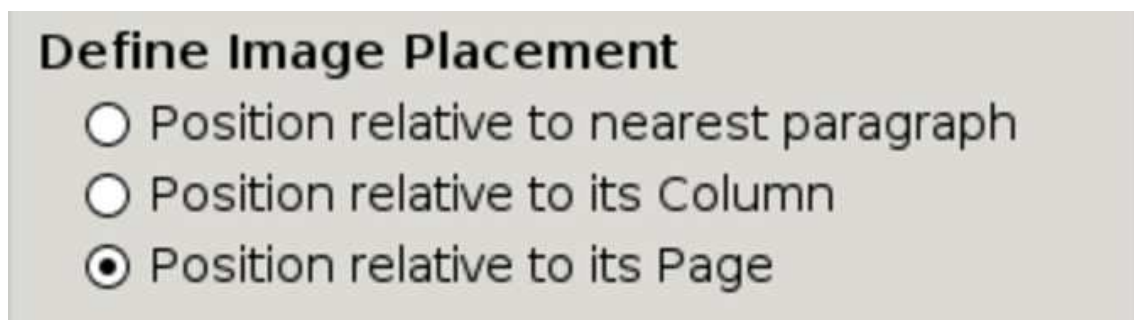 Define Image Placement
Position relative to nearest paragraph
Position relative to its Column
Position relative to its Page